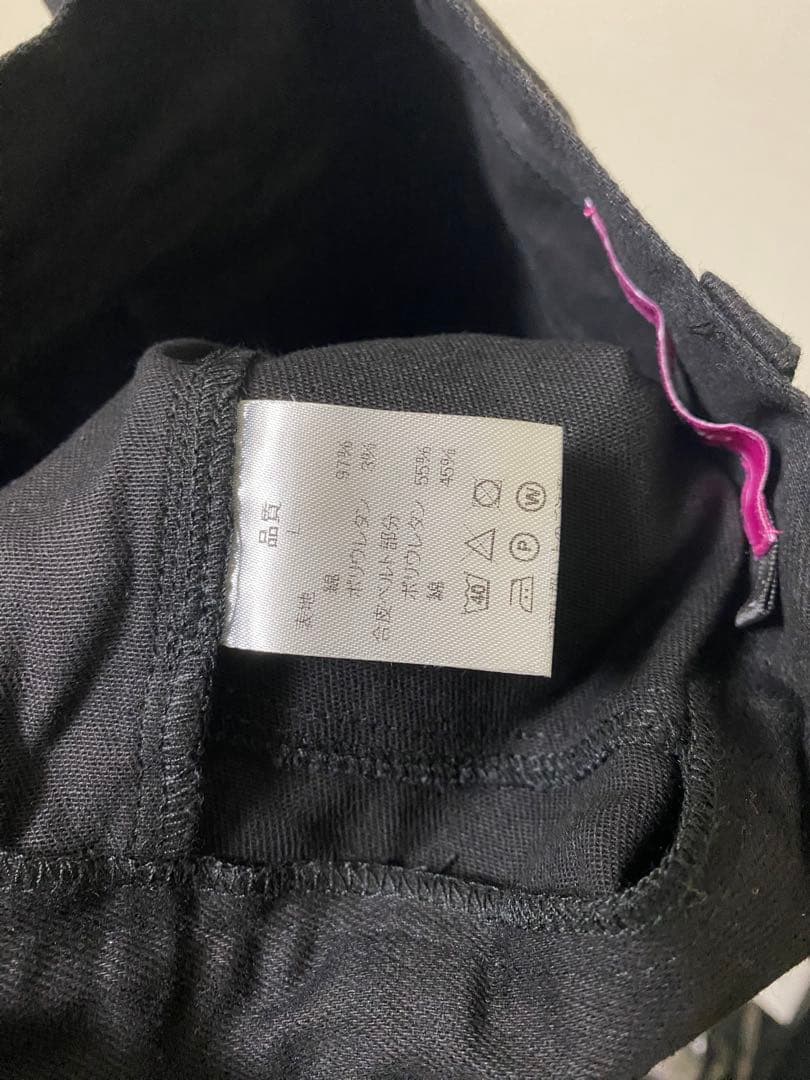 品質
L
表地 綿 97%
ポリウレタン 3%
合皮ベルト部分
ポリウレタン 55%
綿 45%
40
P W